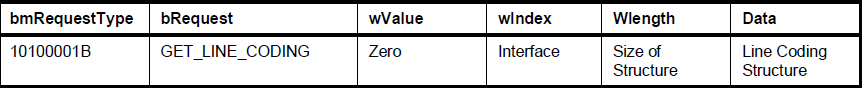 bmRequestType bRequest wValue wIndex Wlength Data
10100001B GET_LINE_CODING Zero Interface Size of Line Coding
Structure Structure